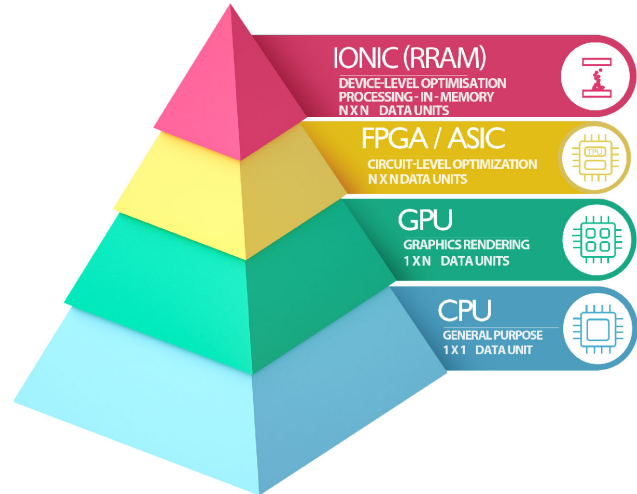 IONIC (RRAM)
DEVICE-LEVEL OPTIMISATION
PROCESSING-IN-MEMORY
N X N DATA UNITS
FPGA / ASIC
CIRCUIT-LEVEL OPTIMIZATION
N X N DATA UNITS
TPU
GPU
GRAPHICS RENDERING
1 X N DATA UNITS
CPU
GENERAL PURPOSE
1 X 1 DATA UNIT